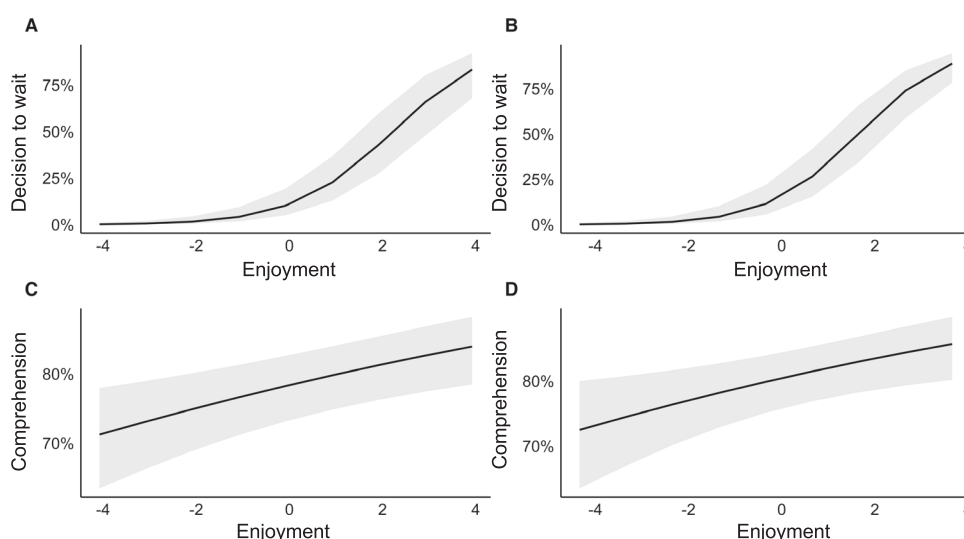 A
Decision to wait
75%
50%
25%
0%
-4 -2 0 2 4
Enjoyment
B
Decision to wait
75%
50%
25%
0%
-4 -2 0 2 4
Enjoyment
C
Comprehension
80%
70%
-4 -2 0 2 4
Enjoyment
D
Comprehension
80%
70%
-4 -2 0 2 4
Enjoyment